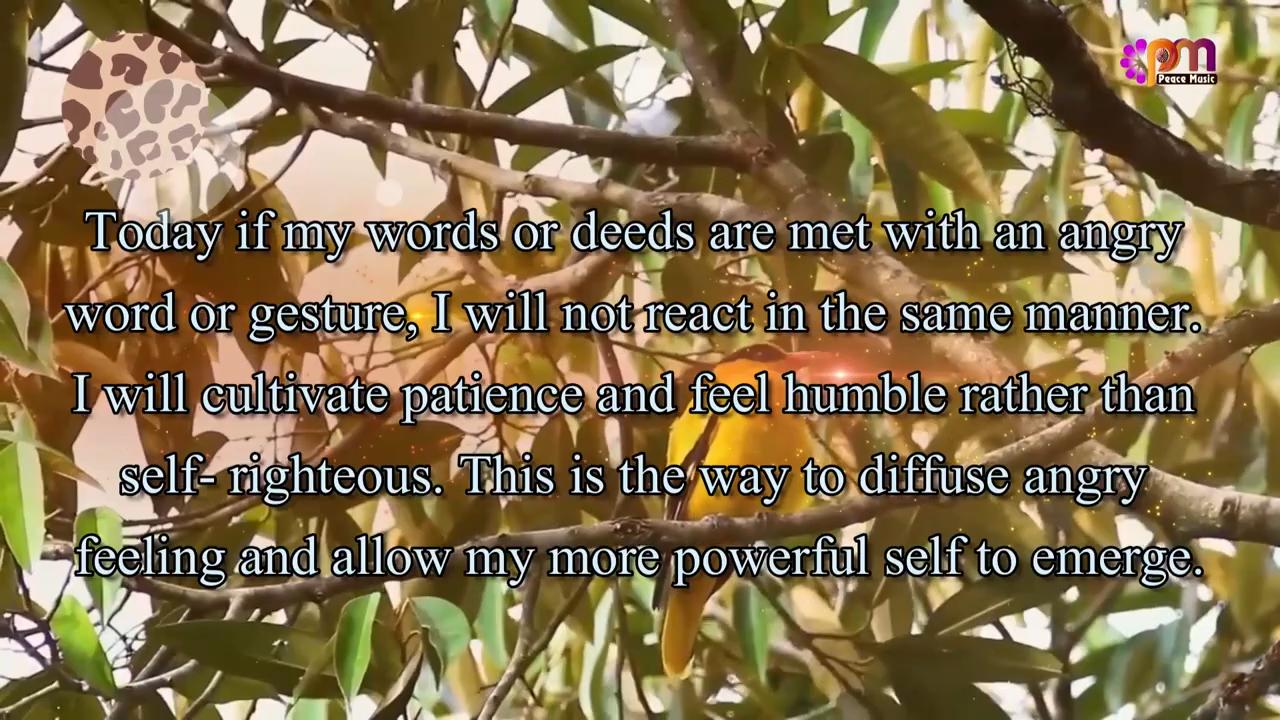 pm
Peace Music
Today if my words or deeds are met with an angry
word or gesture, I will not react in the same manner.
I will cultivate patience and feel humble rather than
self- righteous. This is the way to diffuse angry
feeling and allow my more powerful self to emerge.